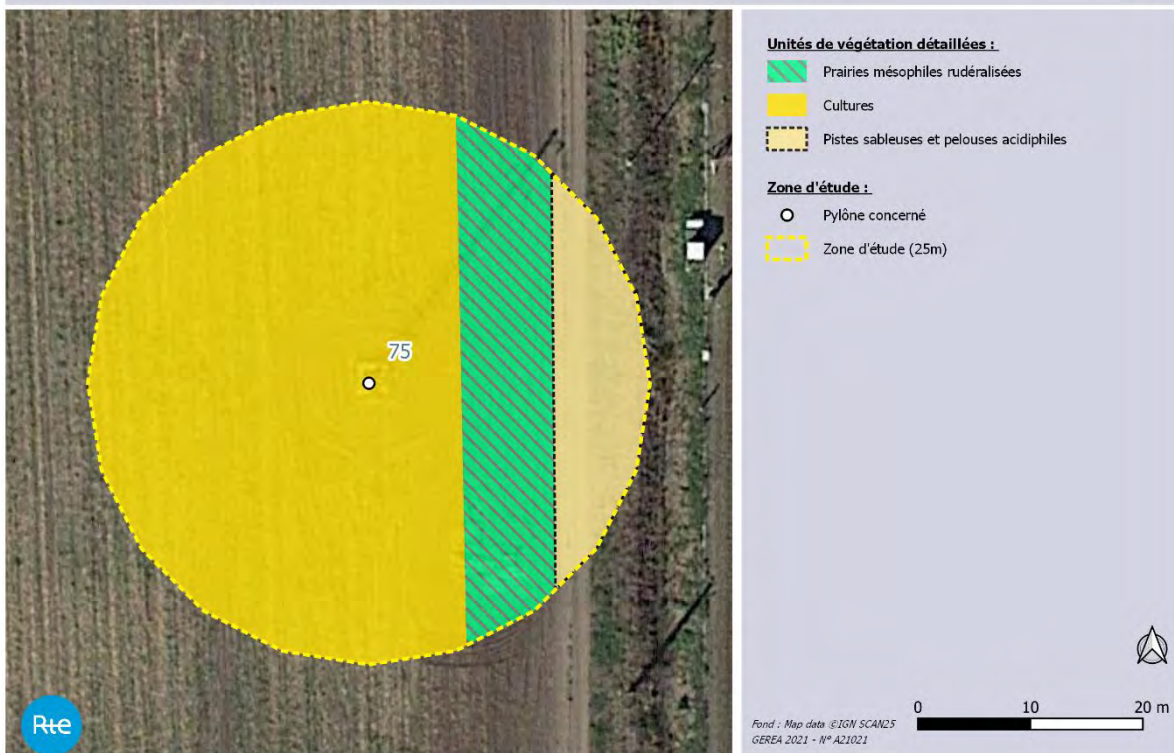 Unités de végétation détaillées :
Prairies mésophiles rudéralisées
Cultures
Pistes sableuses et pelouses acidiphiles
Zone d'étude :
Pylône concerné
Zone d'étude (25m)
75
Rte
Fond : Map data ©IGN SCAN25
GEREA 2021 - N° A21021
0 10 20 m